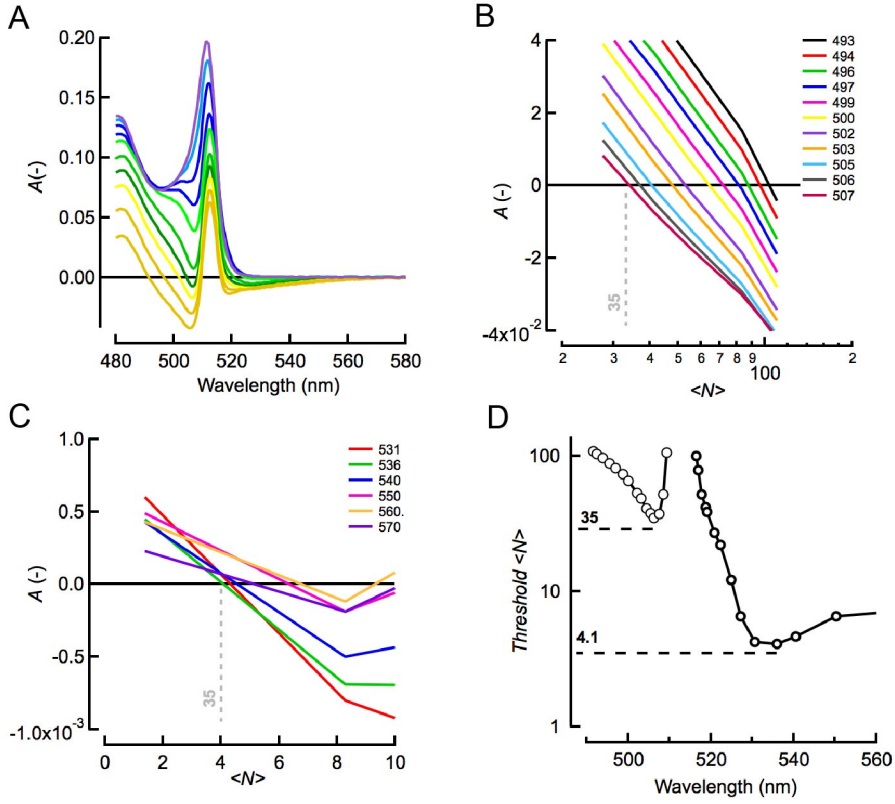 A
0.20
0.15
0.10
0.05
0.00
A(-)
480 500 520 540 560 580
Wavelength (nm)
B
4
2
0
-2
-4x10-2
A (-)
35
2 3 4 5 6 7 8 9 100 2
<N>
493
494
496
497
499
500
502
503
505
506
507
C
1.0
0.5
0.0
-0.5
-1.0x10-3
A (-)
35
0 2 4 6 8 10
<N>
531
536
540
550
560.
570
D
100
10
1
Threshold <N>
35
4.1
500 520 540 560
Wavelength (nm)